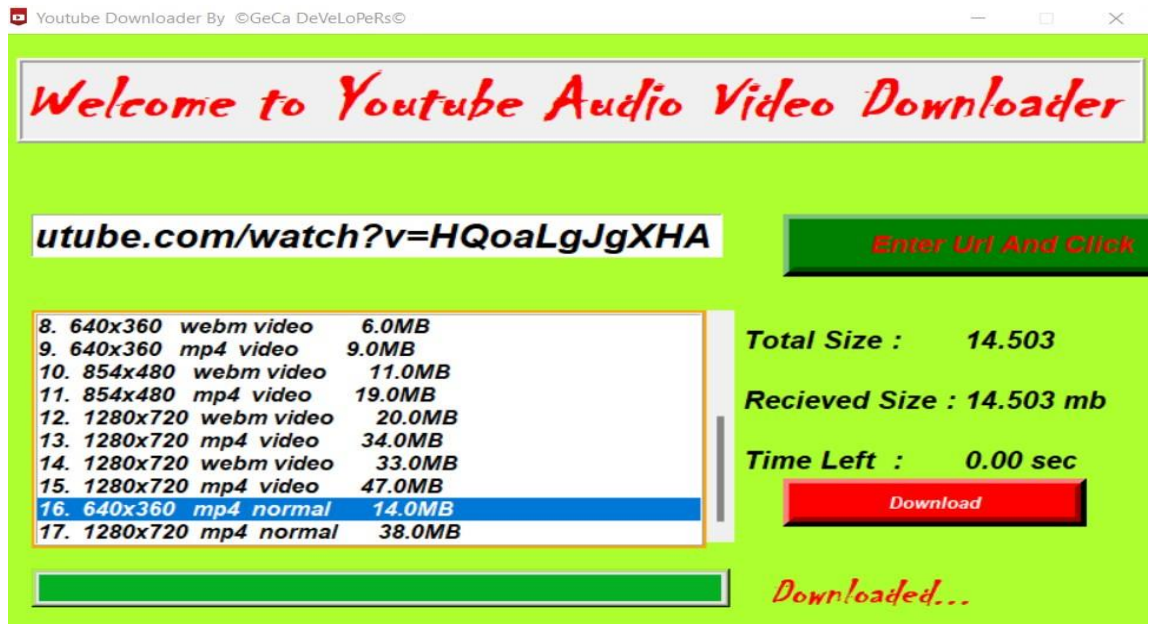 Youtube Downloader By ©GeCa DeVeLoPeRs©
Welcome to Youtube Audio Video Downloader
utube.com/watch?v=HQoaLgJgXHA
Enter Url And Click
8. 640x360 webm video 6.0MB
9. 640x360 mp4 video 9.0MB
10. 854x480 webm video 11.0MB
11. 854x480 mp4 video 19.0MB
12. 1280x720 webm video 20.0MB
13. 1280x720 mp4 video 34.0MB
14. 1280x720 webm video 33.0MB
15. 1280x720 mp4 video 47.0MB
16. 640x360 mp4 normal 14.0MB
17. 1280x720 mp4 normal 38.0MB
Total Size : 14.503
Recieved Size : 14.503 mb
Time Left : 0.00 sec
Download
Downloaded...